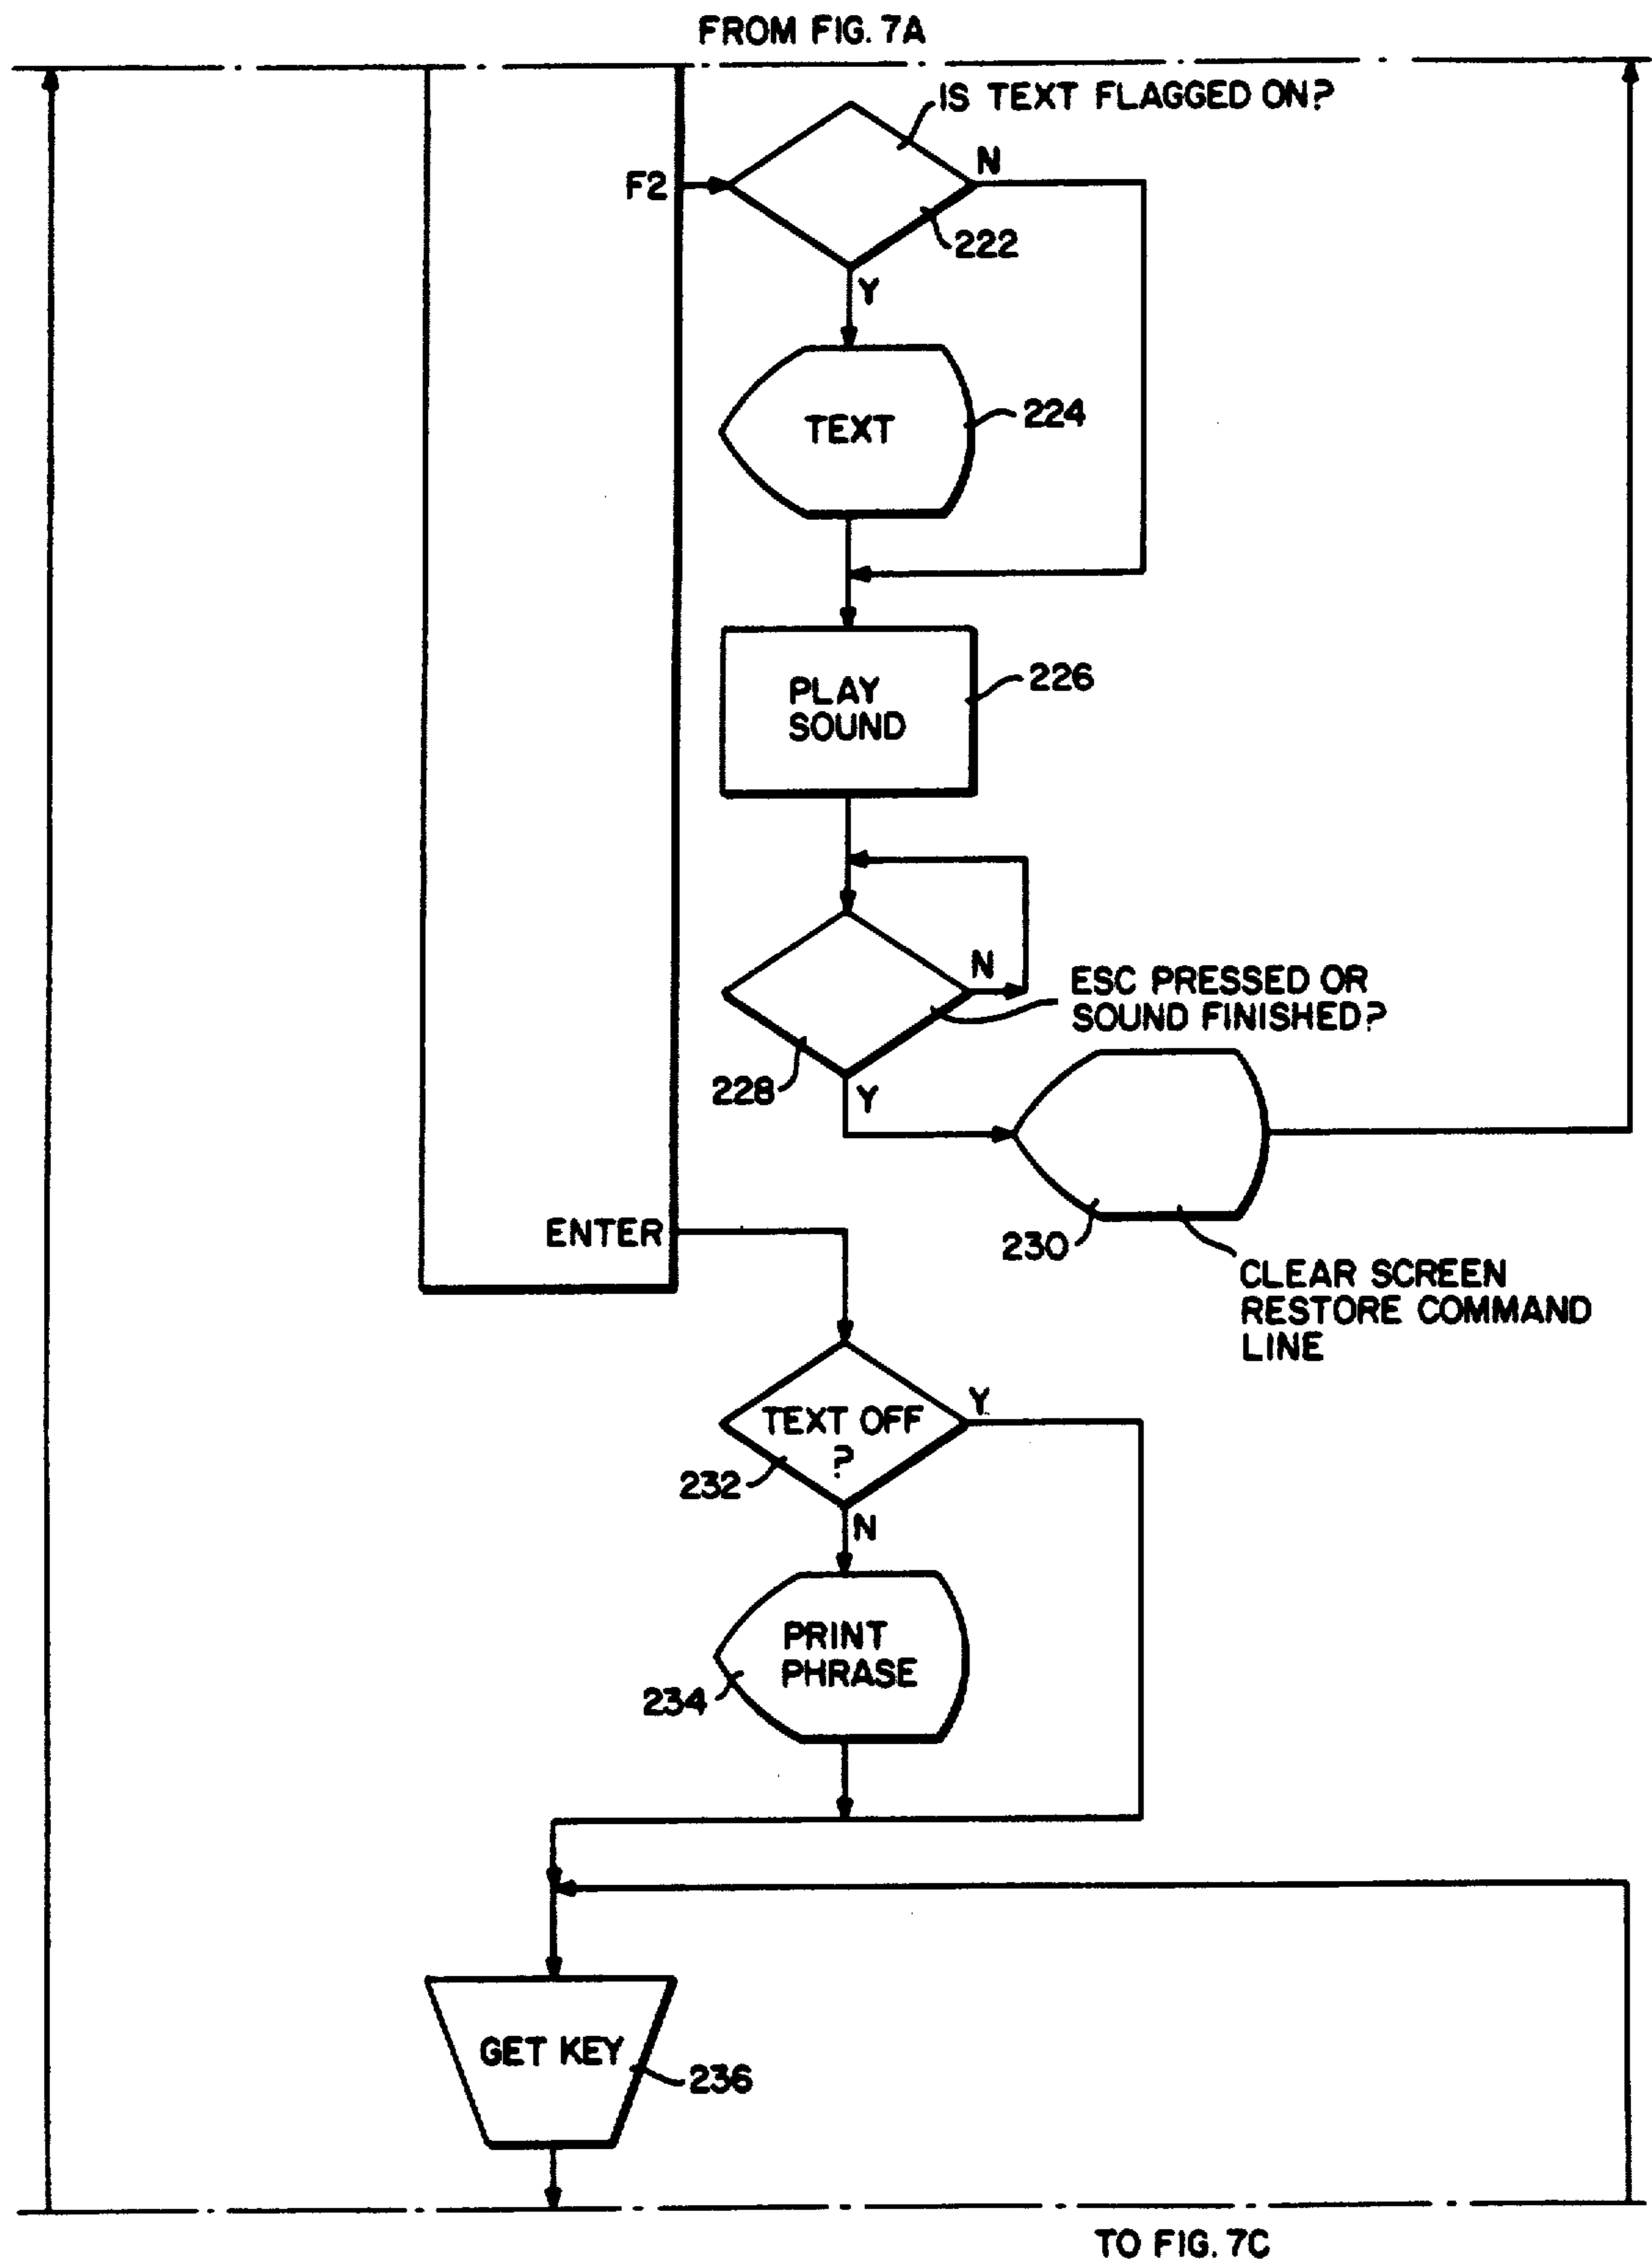 FROM FIG. 7A
IS TEXT FLAGGED ON?
N
F2
222
Y
TEXT
224
PLAY
SOUND
226
N
ESC PRESSED OR
SOUND FINISHED?
228
Y
ENTER
230
CLEAR SCREEN
RESTORE COMMAND
LINE
Y
TEXT OFF
?
232
N
PRINT
PHRASE
234
GET KEY
236
TO FIG. 7C